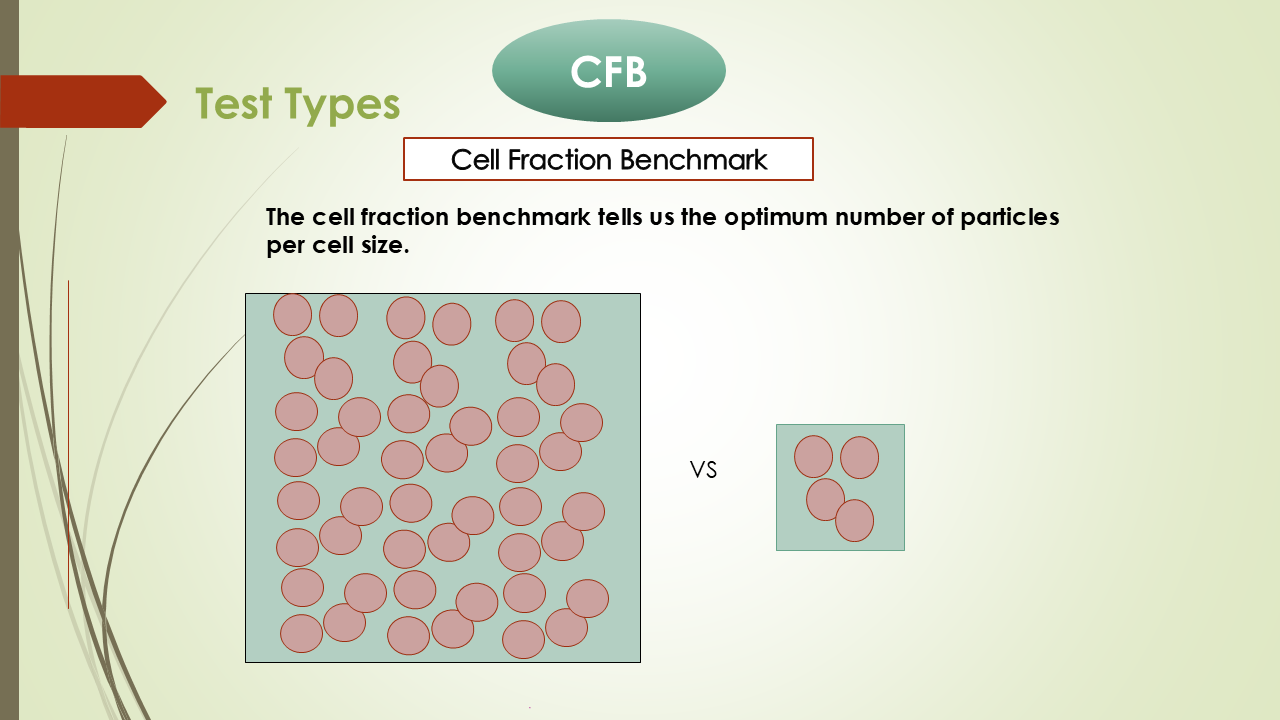 CFB
Test Types
Cell Fraction Benchmark
The cell fraction benchmark tells us the optimum number of particles
per cell size.
VS
.